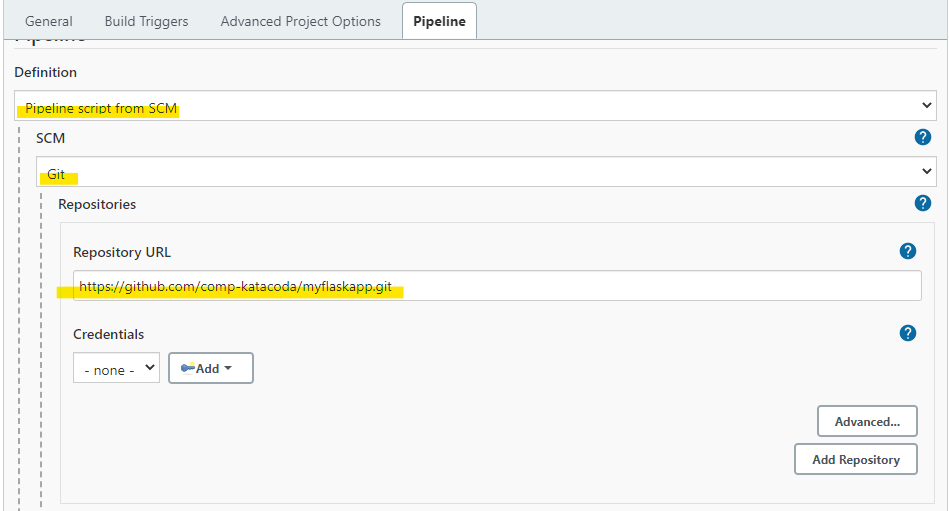 General Build Triggers Advanced Project Options Pipeline
Pipeline
Definition
Pipeline script from SCM
SCM
Git
Repositories
Repository URL
https://github.com/comp-katacoda/myflaskapp.git
Credentials
- none - Add
Advanced...
Add Repository